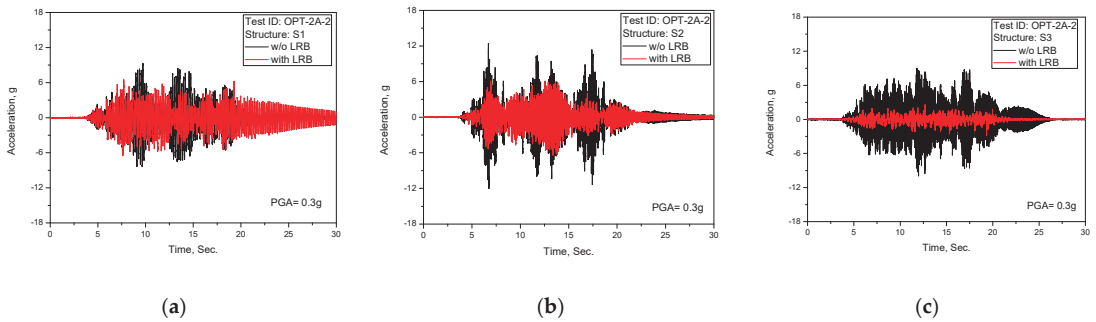 Test ID: OPT-2A-2
Structure: S1
w/o LRB
with LRB
18
12
6
0
-6
-12
-18
Acceleration, g
PGA= 0.3g
0 5 10 15 20 25 30
Time, Sec.
(a)
Test ID: OPT-2A-2
Structure: S2
w/o LRB
with LRB
18
12
6
0
-6
-12
-18
Acceleration, g
PGA= 0.3g
0 5 10 15 20 25 30
Time, Sec.
(b)
Test ID: OPT-2A-2
Structure: S3
w/o LRB
with LRB
18
12
6
0
-6
-12
-18
Acceleration, g
PGA= 0.3g
0 5 10 15 20 25 30
Time, Sec.
(c)